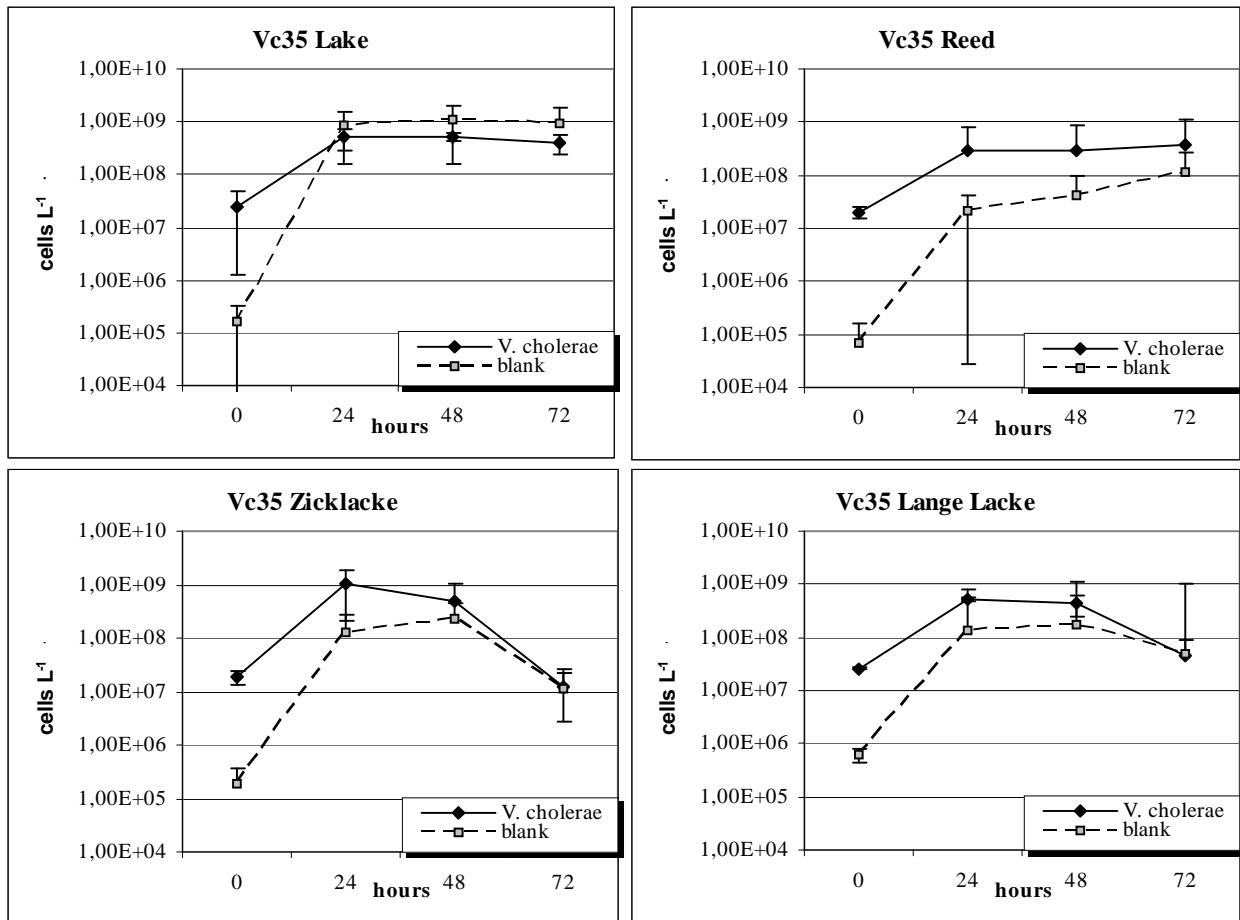 Vc35 Lake
1,00E+10
1,00E+09
1,00E+08
1,00E+07
1,00E+06
1,00E+05
1,00E+04
cells L-1
0 24 48 72
hours
V. cholerae
blank
Vc35 Reed
1,00E+10
1,00E+09
1,00E+08
1,00E+07
1,00E+06
1,00E+05
1,00E+04
cells L-1
0 24 48 72
hours
V. cholerae
blank
Vc35 Zicklacke
1,00E+10
1,00E+09
1,00E+08
1,00E+07
1,00E+06
1,00E+05
1,00E+04
cells L-1
0 24 48 72
hours
V. cholerae
blank
Vc35 Lange Lacke
1,00E+10
1,00E+09
1,00E+08
1,00E+07
1,00E+06
1,00E+05
1,00E+04
cells L-1
0 24 48 72
hours
V. cholerae
blank